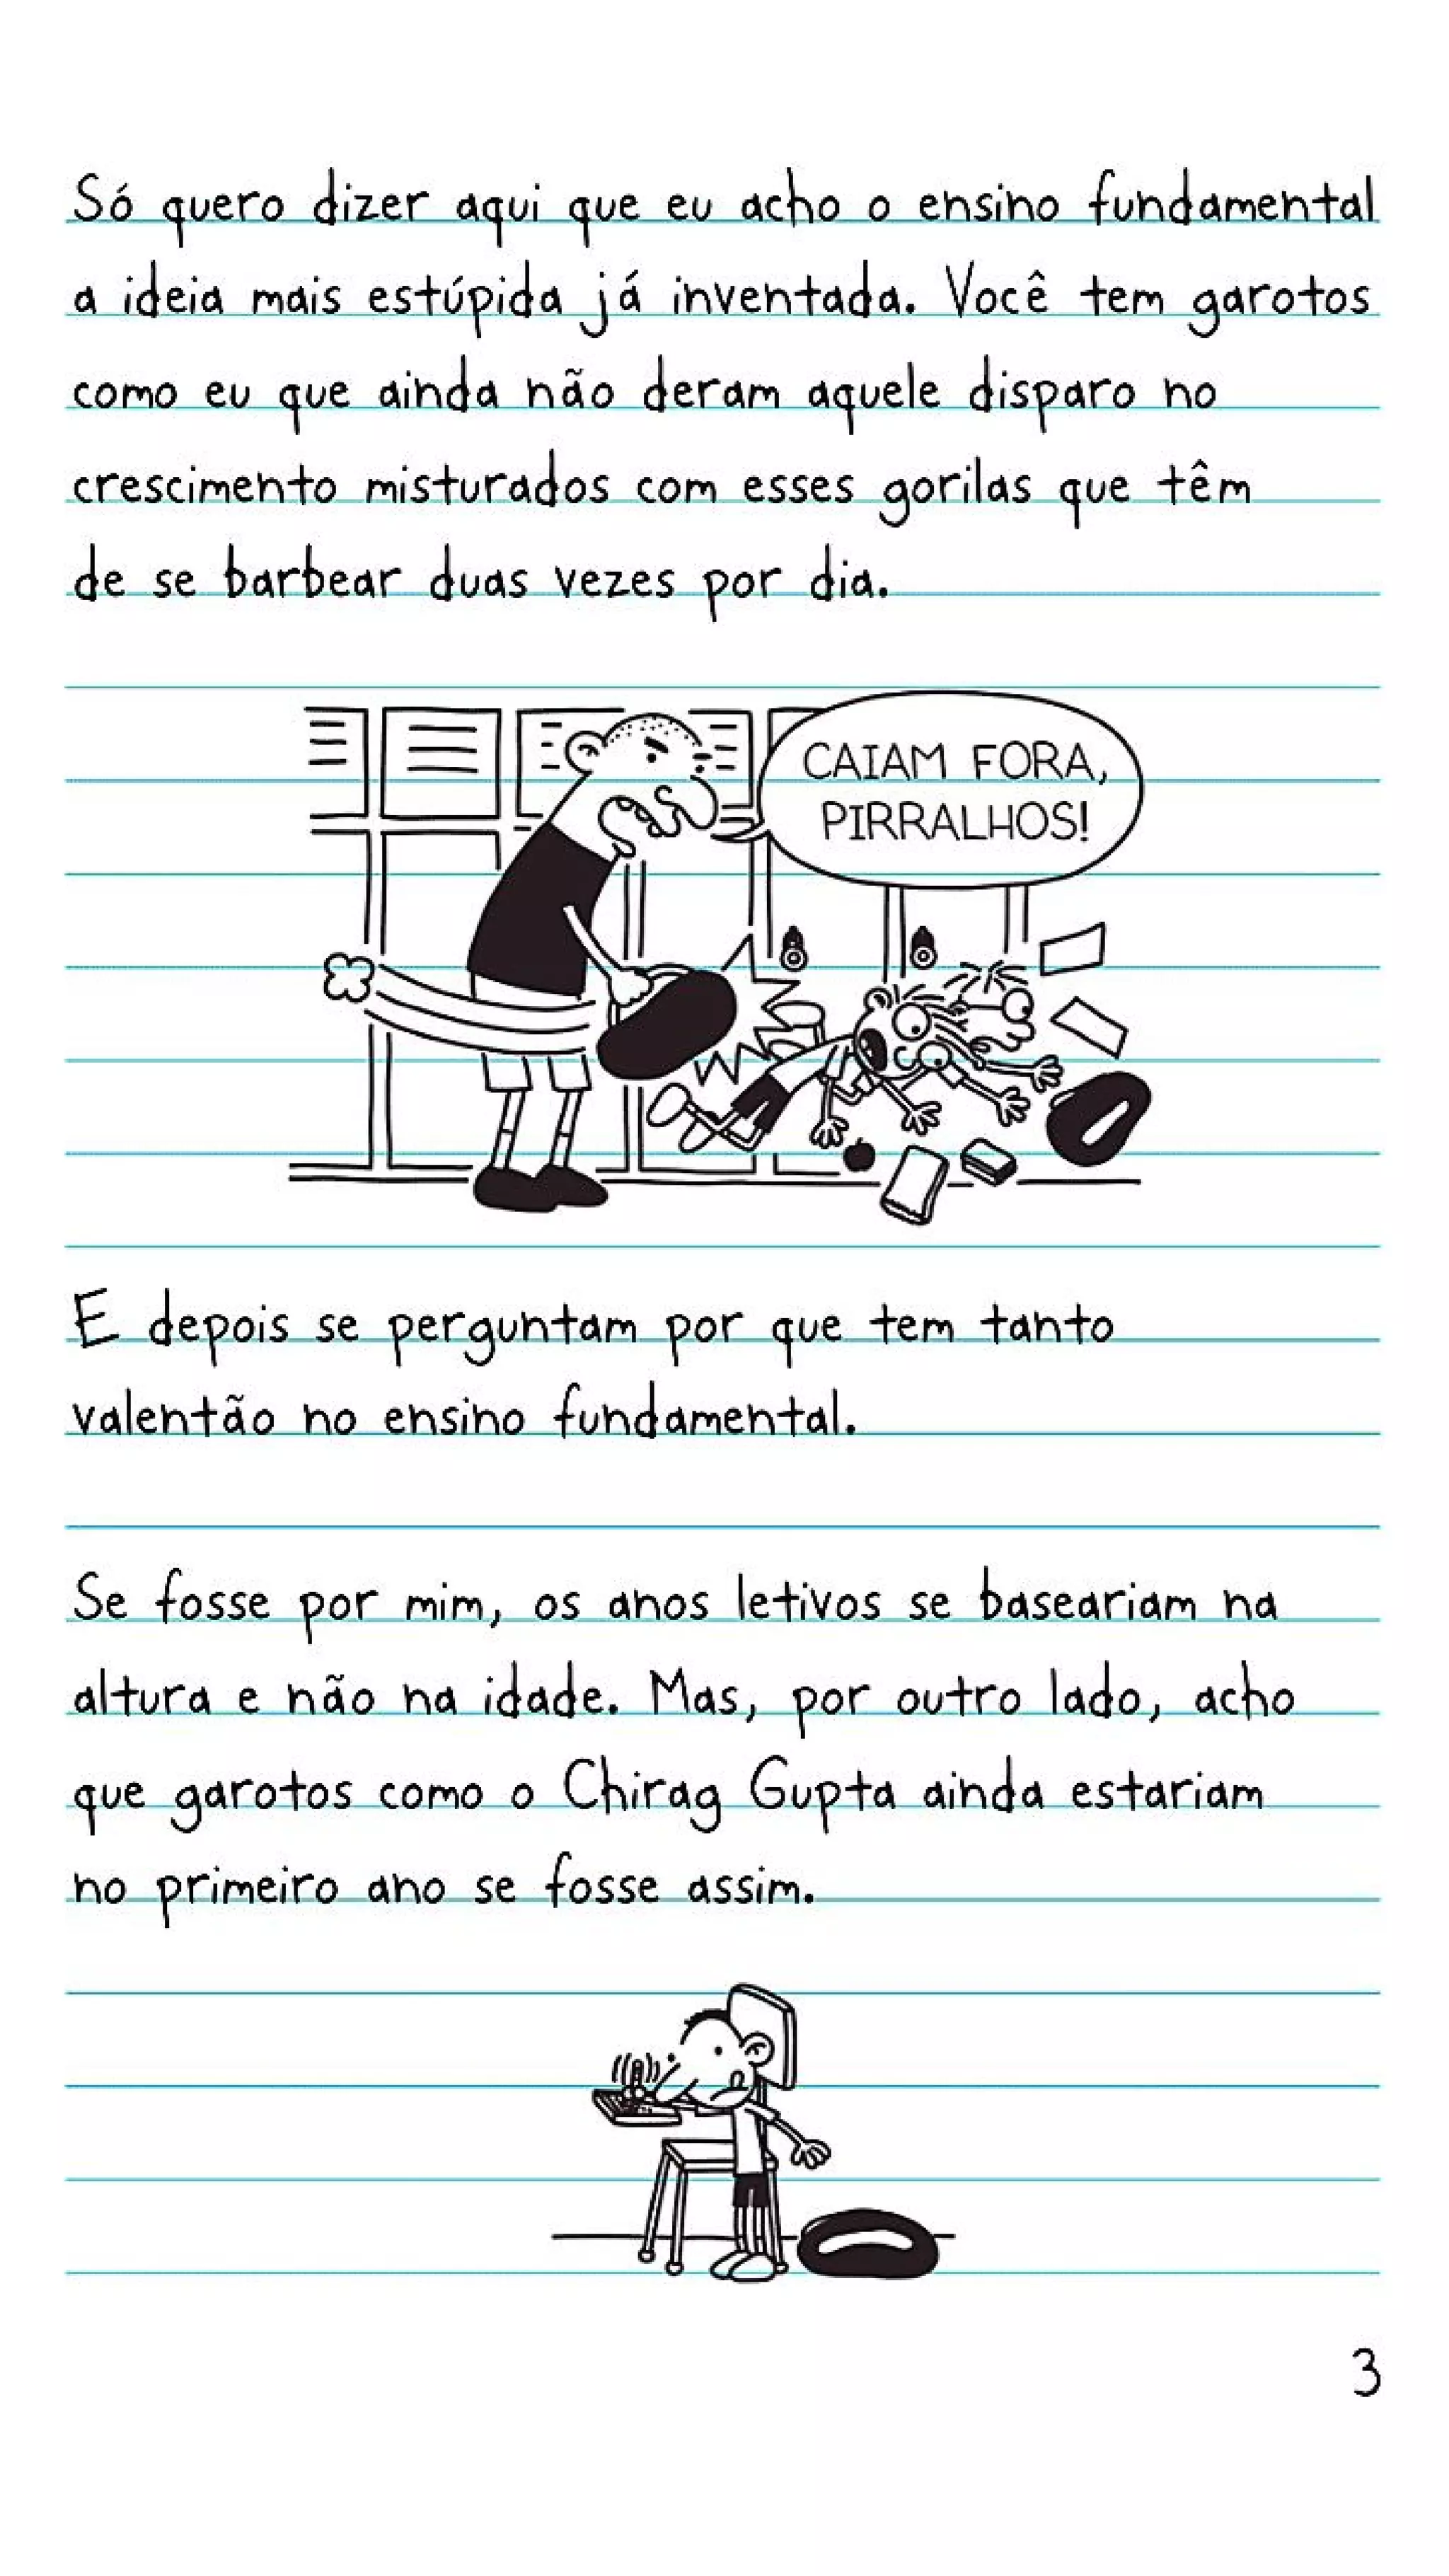 Só quero dizer aqui que eu acho o ensino fundamental
a ideia mais estúpida já inventada. Você tem garotos
como eu que ainda não deram aquele disparo no
crescimento misturados com esses gorilas que têm
de se barbear duas vezes por dia.
CAIAM FORA,
PIRRALHOS!
E depois se perguntam por que tem tanto
valentão no ensino fundamental.
Se fosse por mim, os anos letivos se baseariam na
altura e não na idade. Mas, por outro lado, acho
que garotos como o Chirag Gupta ainda estariam
no primeiro ano se fosse assim.
3